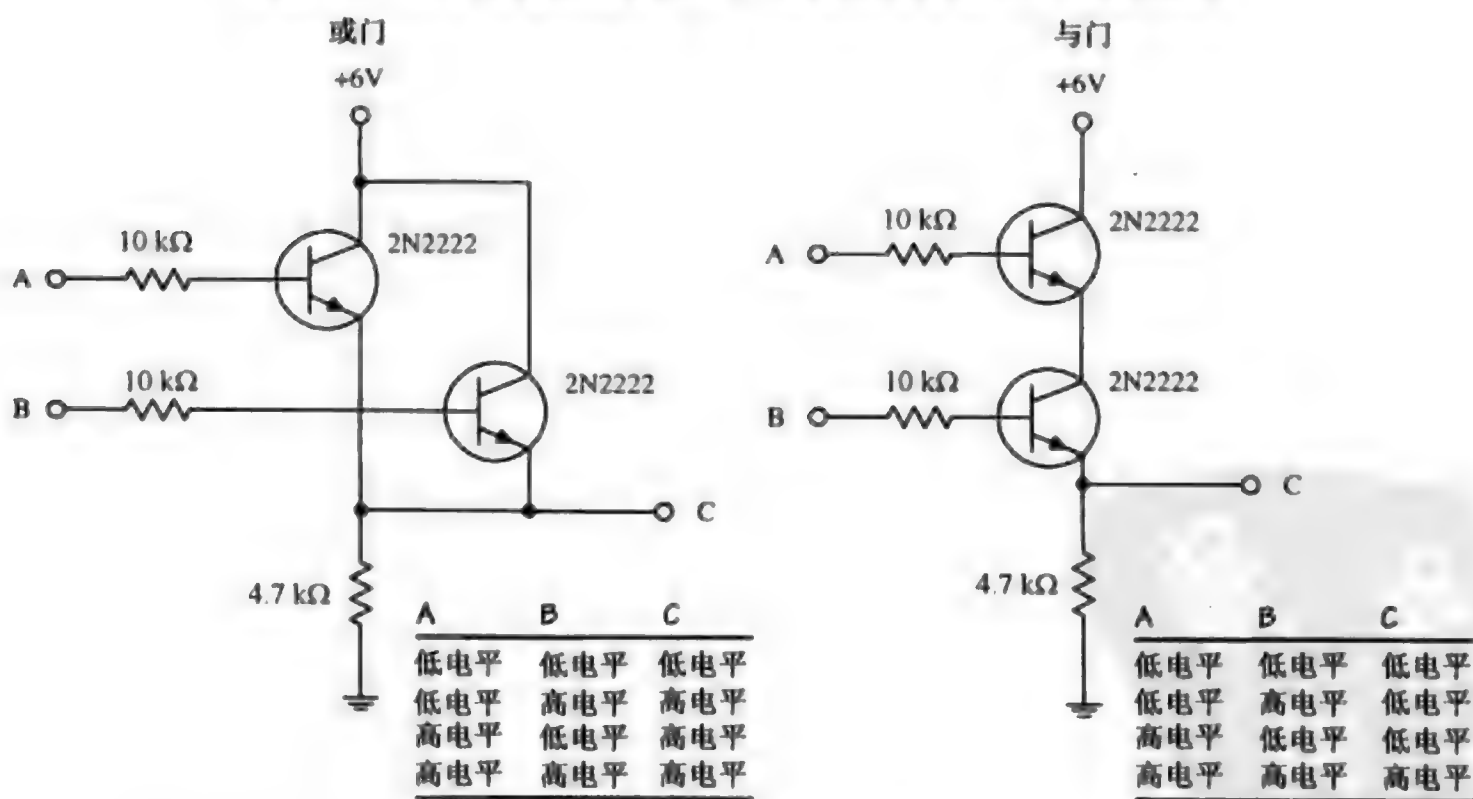 或门
+6V
10 kΩ
2N2222
A
10 kΩ
2N2222
B
C
4.7 kΩ
A B C
低电平 低电平 低电平
低电平 高电平 高电平
高电平 低电平 高电平
高电平 高电平 高电平
与门
+6V
10 kΩ
2N2222
A
10 kΩ
2N2222
B
C
4.7 kΩ
A B C
低电平 低电平 低电平
低电平 高电平 低电平
高电平 低电平 低电平
高电平 高电平 高电平